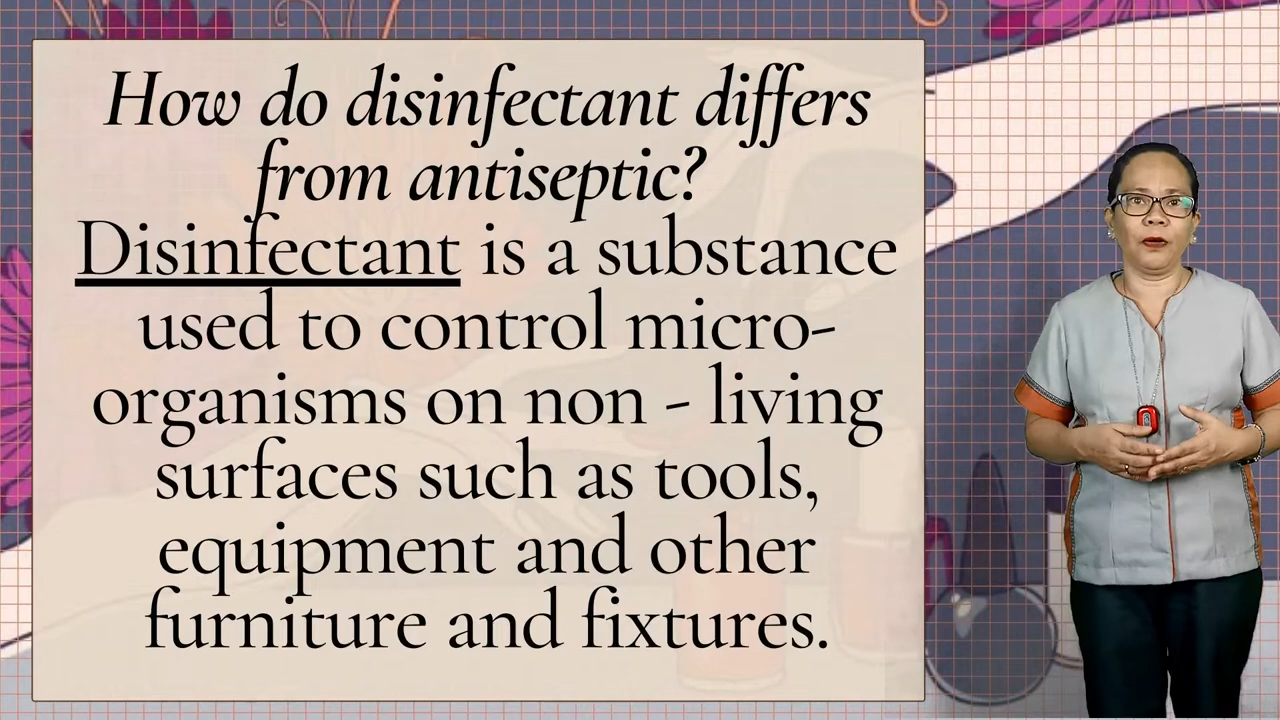 How do disinfectant differs
from antiseptic?
Disinfectant is a substance
used to control micro-
organisms on non - living
surfaces such as tools,
equipment and other
furniture and fixtures.